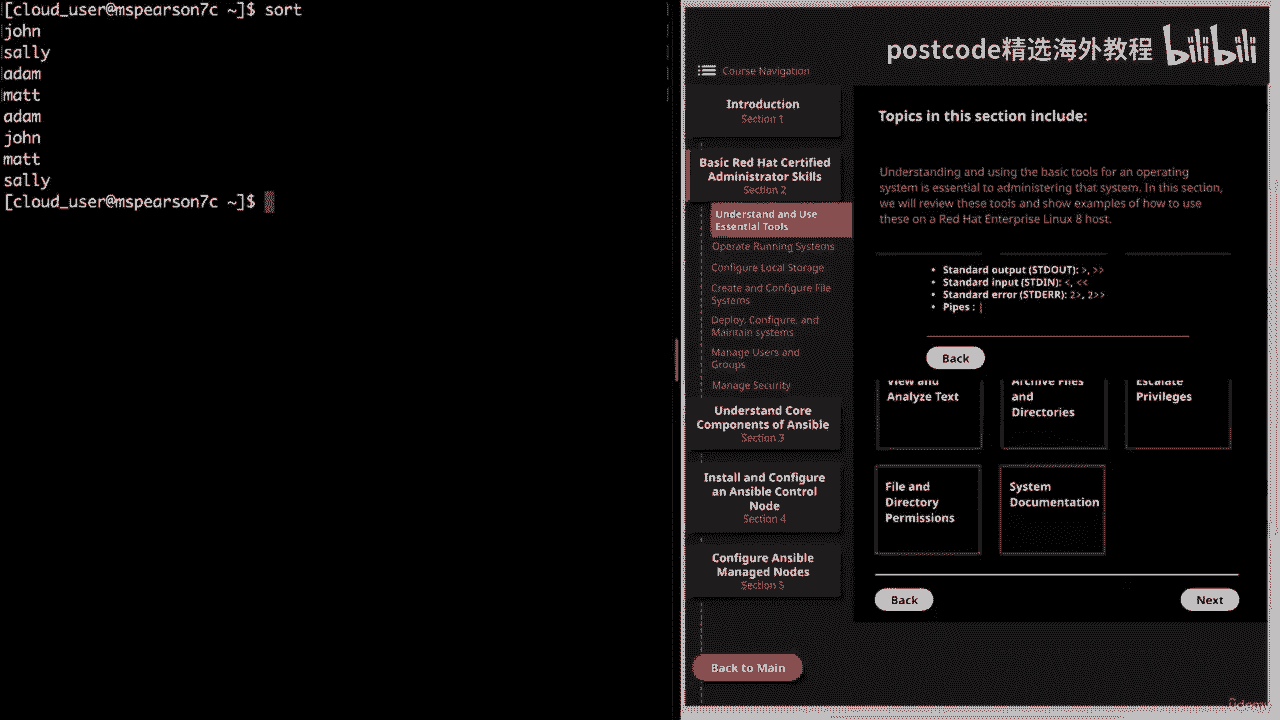 [cloud_user@mspearson7c ~]$ sort
john
sally
adam
matt
adam
john
matt
sally
[cloud_user@mspearson7c ~]$
postcode精选海外教程 bilibili
Course Navigation
Introduction
Section 1
Basic Red Hat Certified
Administrator Skills
Section 2
Understand and Use
Essential Tools
Operate Running Systems
Configure Local Storage
Create and Configure File
Systems
Deploy, Configure, and
Maintain systems
Manage Users and
Groups
Manage Security
Understand Core
Components of Ansible
Section 3
Install and Configure
an Ansible Control
Node
Section 4
Configure Ansible
Managed Nodes
Section 5
Back to Main
Topics in this section include:
Understanding and using the basic tools for an operating
system is essential to administering that system. In this section,
we will review these tools and show examples of how to use
these on a Red Hat Enterprise Linux 8 host.
• Standard output (STDOUT): >, >>
• Standard input (STDIN): <, <<
• Standard error (STDERR): 2>, 2>>
• Pipes : |
Back
View and
Analyze Text
Archive Files
and
Directories
Escalate
Privileges
File and
Directory
Permissions
System
Documentation
Back
Next